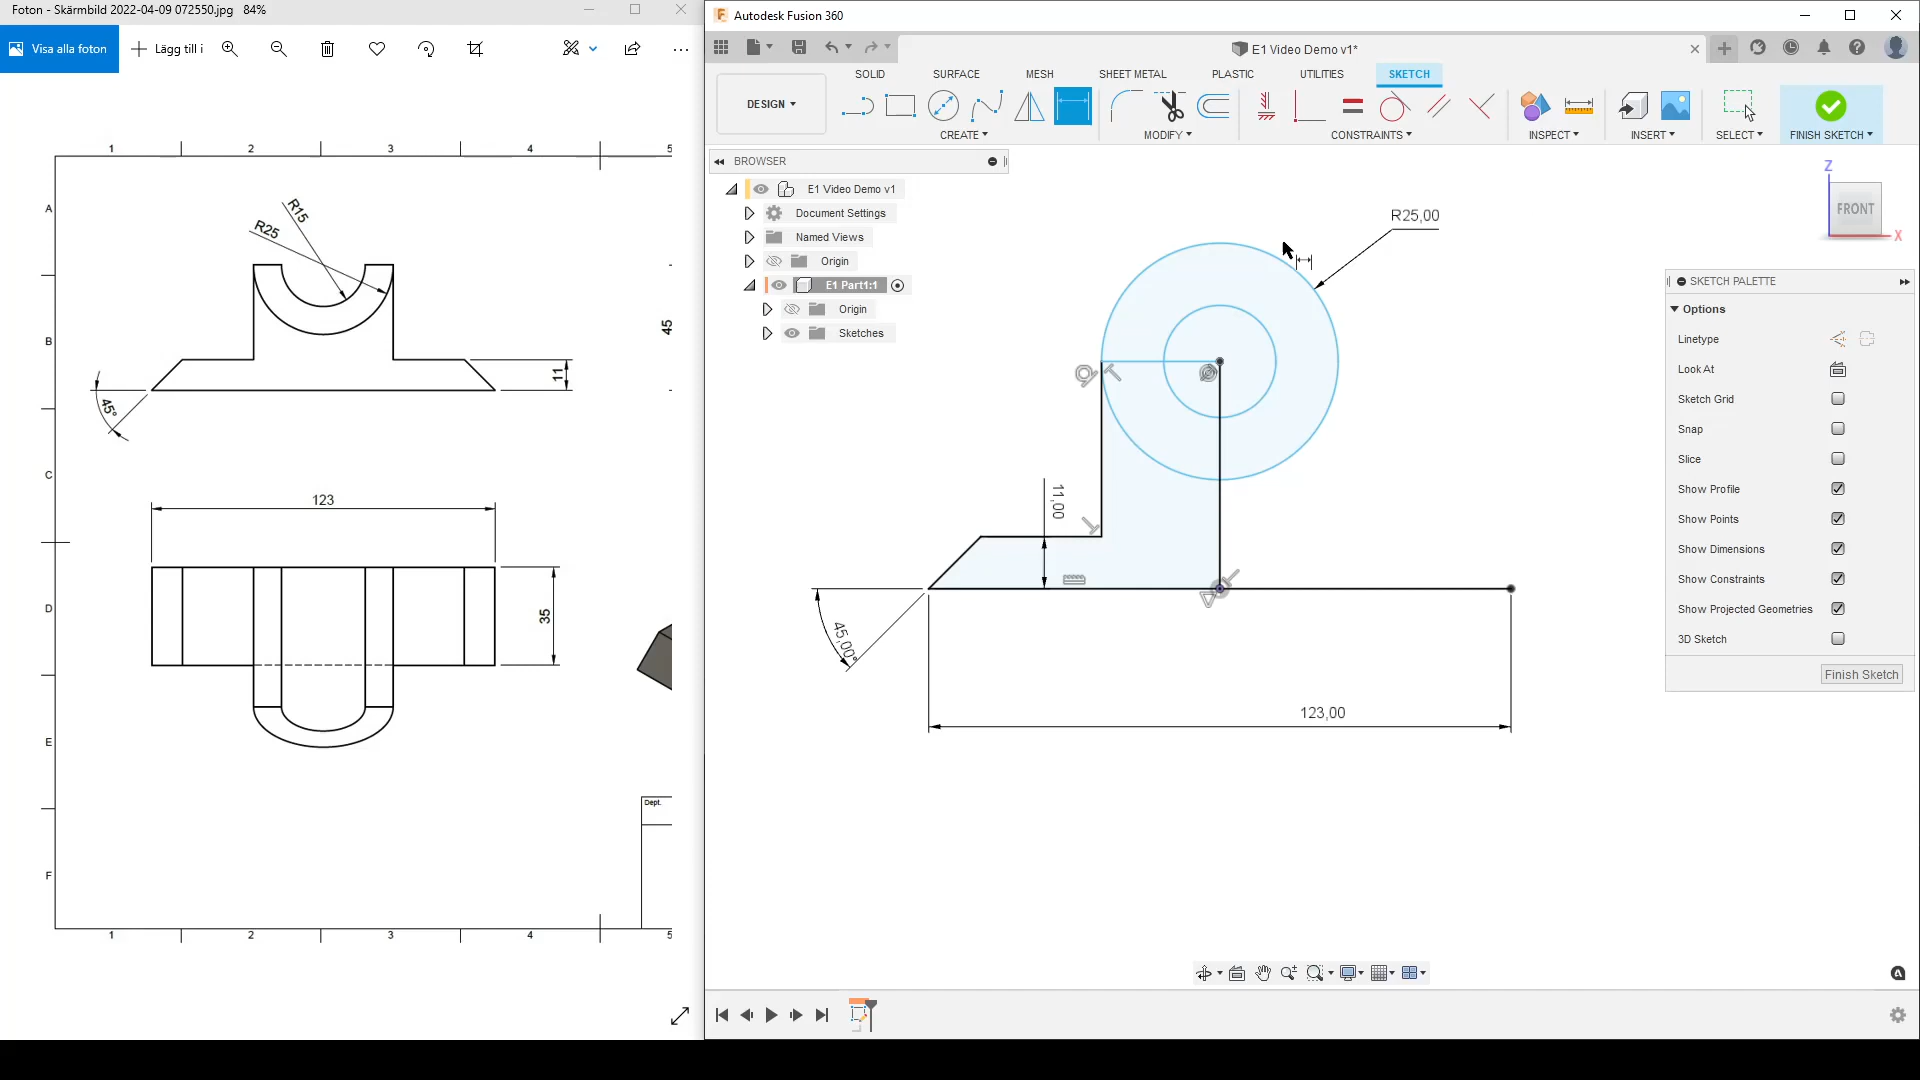 Foton - Skärmbild 2022-04-09 072550.jpg 84%
Visa alla foton
Lägg till i
1 2 3 4 5
A
B
C
D
E
F
R15
R25
11
45°
45
123
35
Dept.
1 2 3 4 5
Autodesk Fusion 360
E1 Video Demo v1*
DESIGN
SOLID SURFACE MESH SHEET METAL PLASTIC UTILITIES SKETCH
CREATE MODIFY CONSTRAINTS INSPECT INSERT SELECT FINISH SKETCH
BROWSER
E1 Video Demo v1
Document Settings
Named Views
Origin
E1 Part1:1
Origin
Sketches
R25,00
11,00
45,00°
123,00
Z
FRONT
X
SKETCH PALETTE
Options
Linetype
Look At
Sketch Grid
Snap
Slice
Show Profile
Show Points
Show Dimensions
Show Constraints
Show Projected Geometries
3D Sketch
Finish Sketch